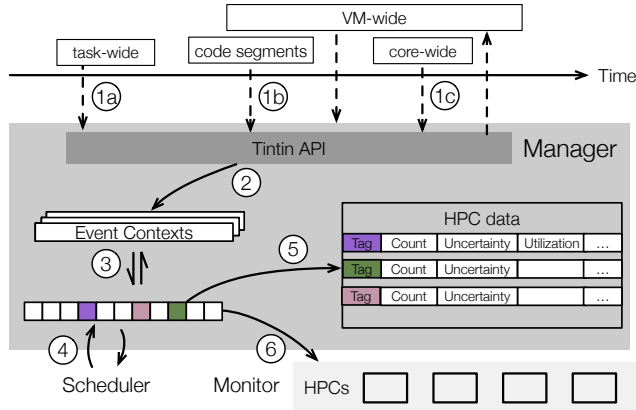 VM-wide
task-wide
code segments
core-wide
Time
1a
1b
1c
Tintin API
Manager
2
Event Contexts
HPC data
Tag Count Uncertainty Utilization ...
Tag Count Uncertainty ...
Tag Count Uncertainty ...
3
5
4
6
Scheduler
Monitor
HPCs